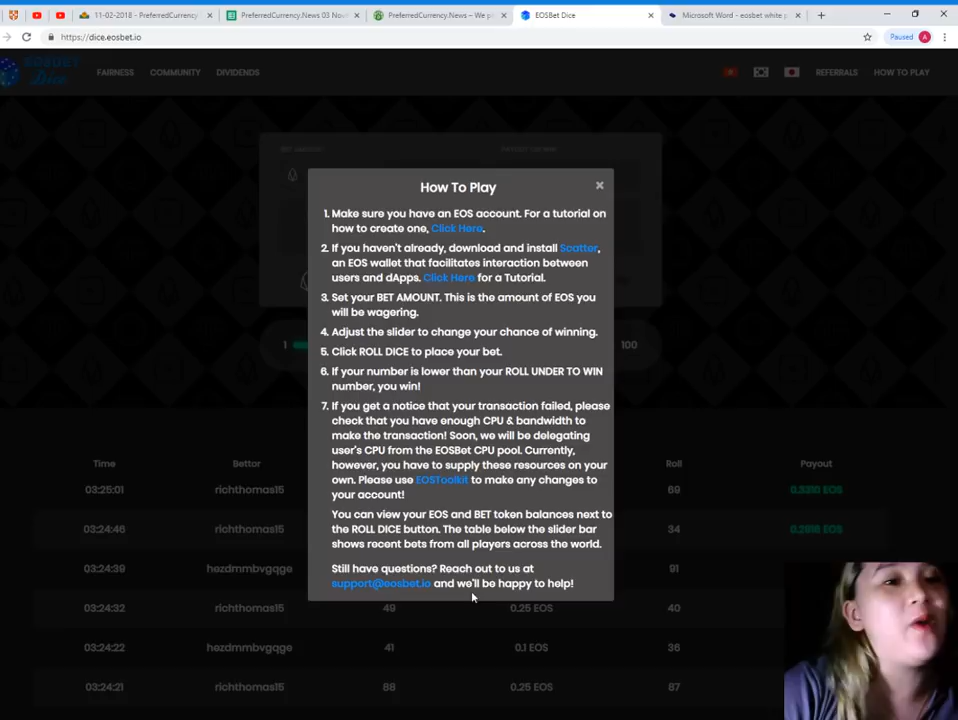 11-02-2018 - PreferredCurrency
PreferredCurrency.News 03 Nov
PreferredCurrency.News – We p
EOSBet Dice
Microsoft Word - eosbet white p
https://dice.eosbet.io
Paused
A
EOSBET
Dice
FAIRNESS
COMMUNITY
DIVIDENDS
REFERRALS
HOW TO PLAY
How To Play
1. Make sure you have an EOS account. For a tutorial on
how to create one, Click Here.
2. If you haven't already, download and install Scatter,
an EOS wallet that facilitates interaction between
users and dApps. Click Here for a Tutorial.
3. Set your BET AMOUNT. This is the amount of EOS you
will be wagering.
4. Adjust the slider to change your chance of winning.
5. Click ROLL DICE to place your bet.
6. If your number is lower than your ROLL UNDER TO WIN
number, you win!
7. If you get a notice that your transaction failed, please
check that you have enough CPU & bandwidth to
make the transaction! Soon, we will be delegating
user's CPU from the EOSBet CPU pool. Currently,
however, you have to supply these resources on your
own. Please use EOSToolkit to make any changes to
your account!
You can view your EOS and BET token balances next to
the ROLL DICE button. The table below the slider bar
shows recent bets from all players across the world.
Still have questions? Reach out to us at
support@eosbet.io and we'll be happy to help!
1
100
Time Bettor Roll Payout
03:25:01 richthomas15 69 0.3310 EOS
03:24:46 richthomas15 34
03:24:39 hezdmmbvgqge 91
03:24:32 richthomas15 49 0.25 EOS 40
03:24:22 hezdmmbvgqge 41 0.1 EOS 36
03:24:21 richthomas15 88 0.25 EOS 87